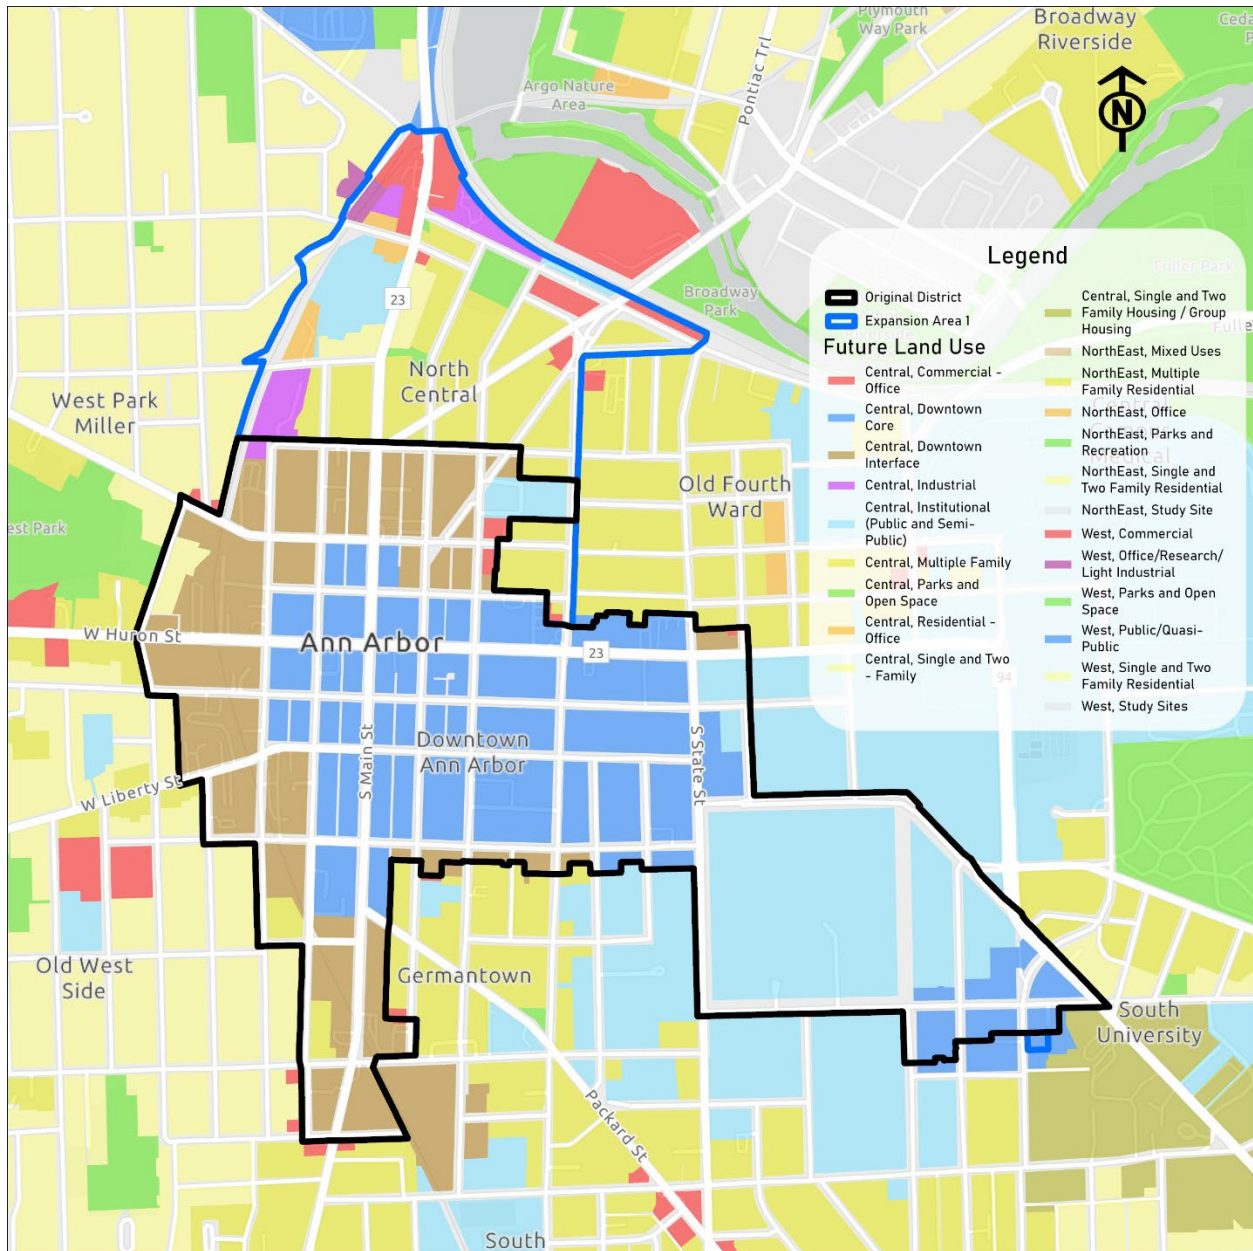 Plymouth
Way Park
Broadway
Riverside
Argo Nature
Area
Pontiac Trl
N
Legend
Original District
Expansion Area 1
Future Land Use
Central, Commercial -
Office
Central, Downtown
Core
Central, Downtown
Interface
Central, Industrial
Central, Institutional
(Public and Semi-
Public)
Central, Multiple Family
Central, Parks and
Open Space
Central, Residential -
Office
Central, Single and Two
- Family
Central, Single and Two
Family Housing / Group
Housing
NorthEast, Mixed Uses
NorthEast, Multiple
Family Residential
NorthEast, Office
NorthEast, Parks and
Recreation
NorthEast, Single and
Two Family Residential
NorthEast, Study Site
West, Commercial
West, Office/Research/
Light Industrial
West, Parks and Open
Space
West, Public/Quasi-
Public
West, Single and Two
Family Residential
West, Study Sites
Fuller Park
23
Broadway
Park
North
Central
West Park
Miller
Old Fourth
Ward
est Park
W Huron St
Ann Arbor
23
94
Downtown
Ann Arbor
S Main St
S State St
W Liberty St
Old West
Side
Germantown
South
University
Packard St
South